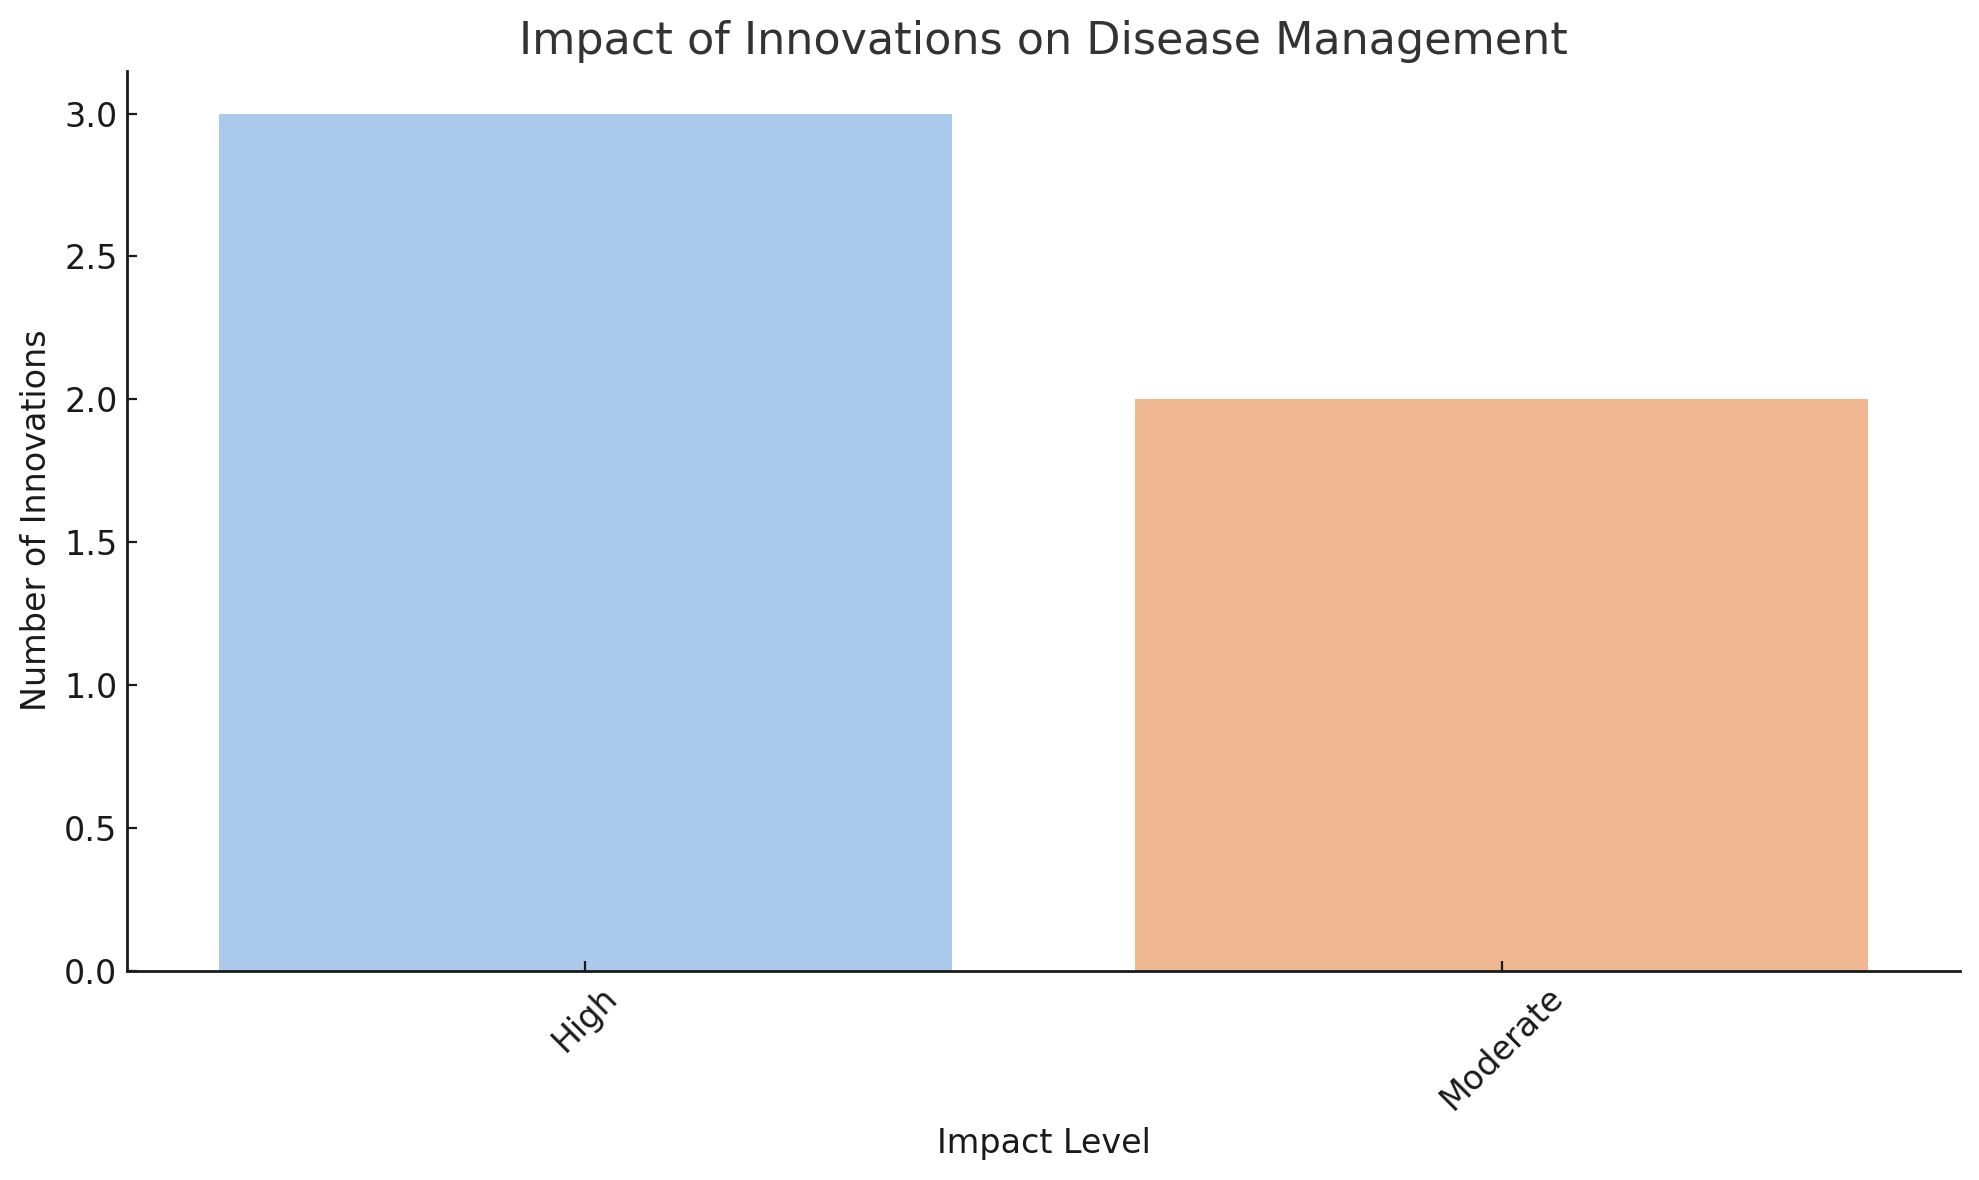 Impact of Innovations on Disease Management
Number of Innovations
3.0
2.5
2.0
1.5
1.0
0.5
0.0
High
Moderate
Impact Level